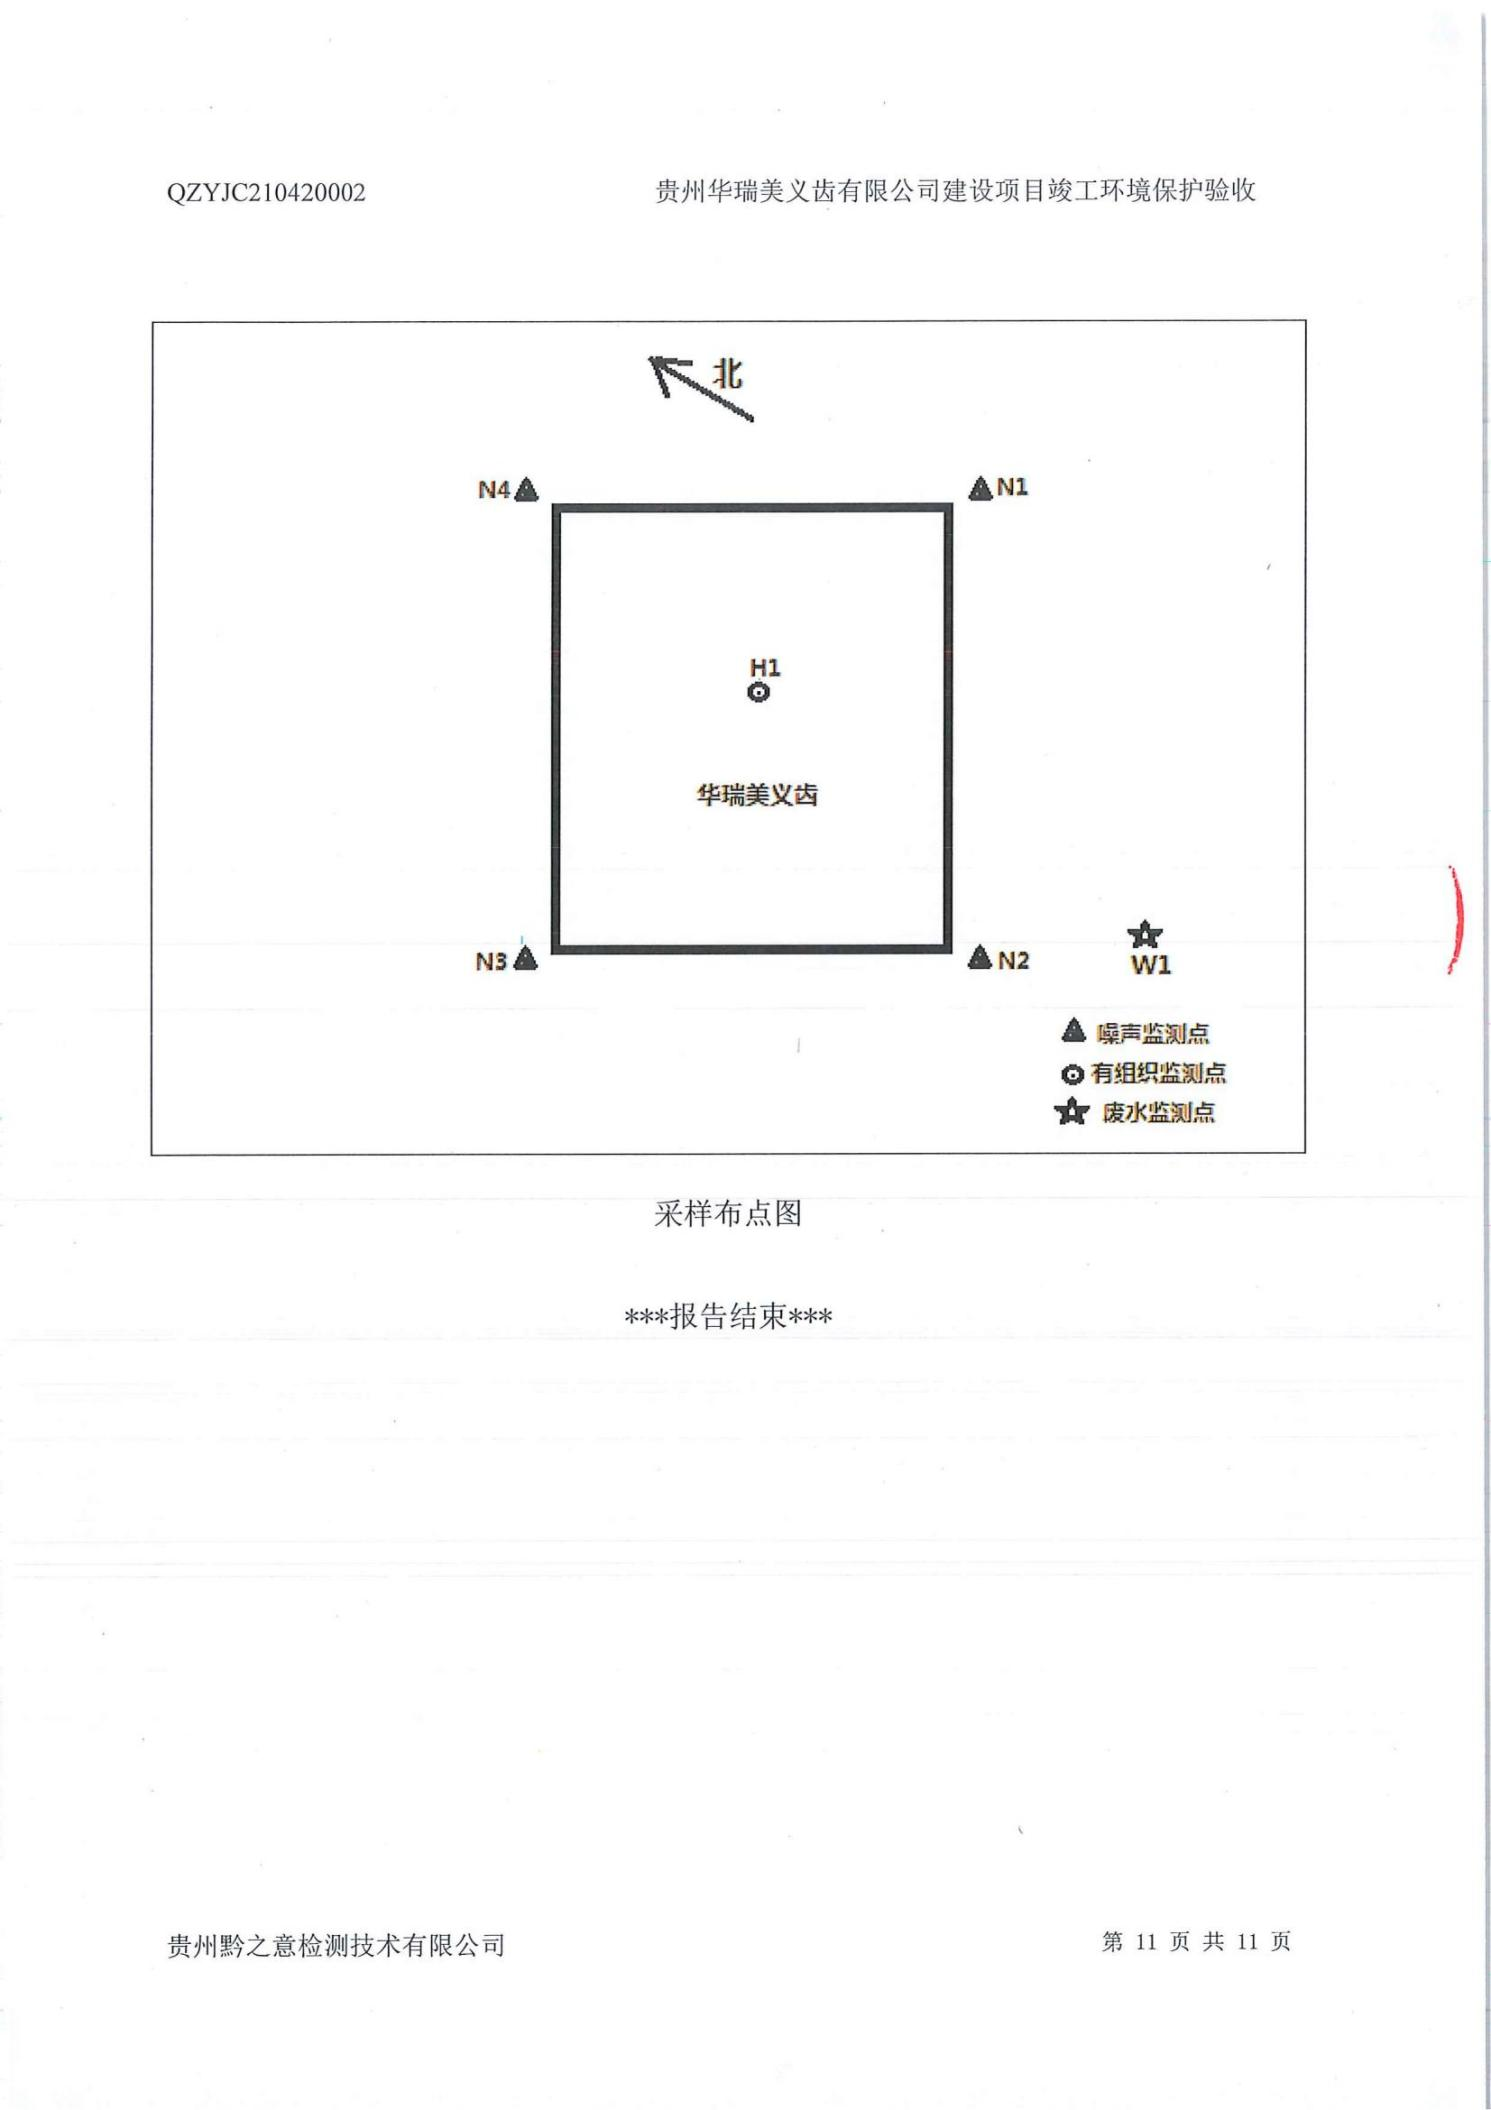 QZYJC210420002 贵州华瑞美义齿有限公司建设项目竣工环境保护验收
北
N4 N1
H1
华瑞美义齿
N3 N2
W1
噪声监测点
有组织监测点
废水监测点
采样布点图
***报告结束***
贵州黔之意检测技术有限公司 第 11 页 共 11 页